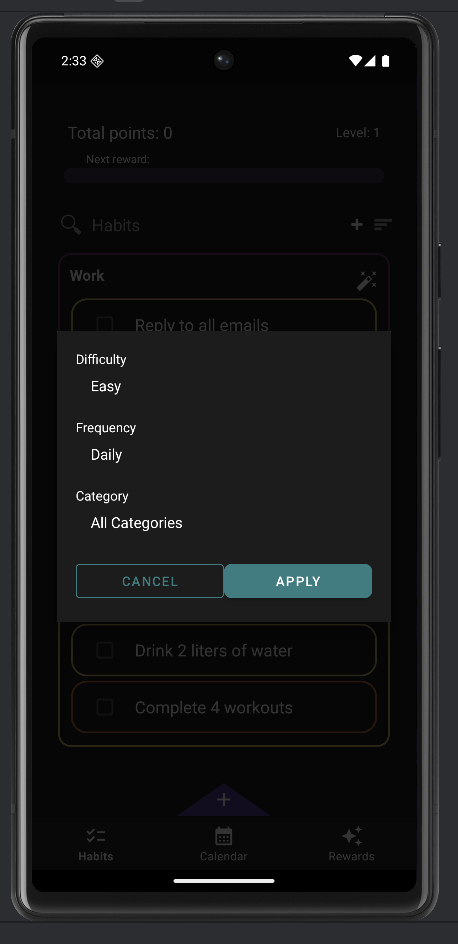 2:33
Total points: 0
Level: 1
Next reward:
Habits
Work
Reply to all emails
Difficulty
Easy
Frequency
Daily
Category
All Categories
CANCEL
APPLY
Drink 2 liters of water
Complete 4 workouts
Habits
Calendar
Rewards